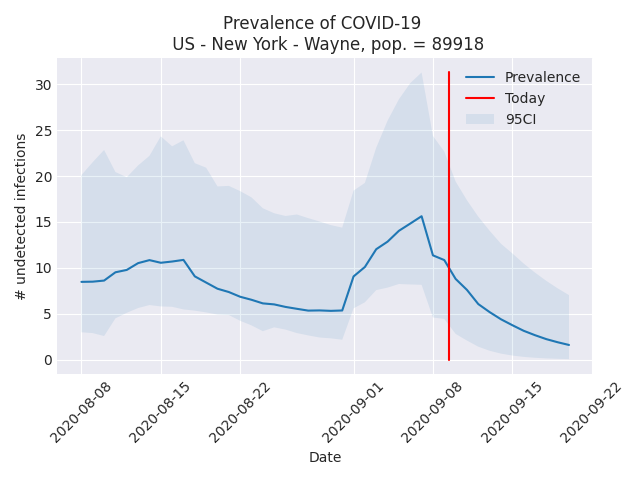 Prevalence of COVID-19
US - New York - Wayne, pop. = 89918
# undetected infections
30
25
20
15
10
5
0
Prevalence
Today
95CI
2020-08-08
2020-08-15
2020-08-22
2020-09-01
2020-09-08
2020-09-15
2020-09-22
Date